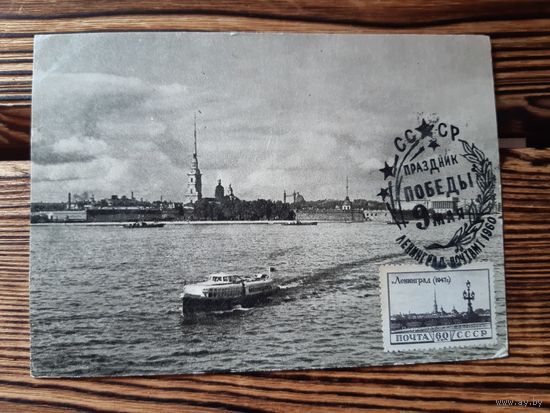 СССР
ПРАЗДНИК
ПОБЕДЫ
9 МАЯ
ЛЕНИНГРАД ПОЧТАМТ 1960
Ленинград (1947г.)
ПОЧТА 60 СССР
www.ay.by